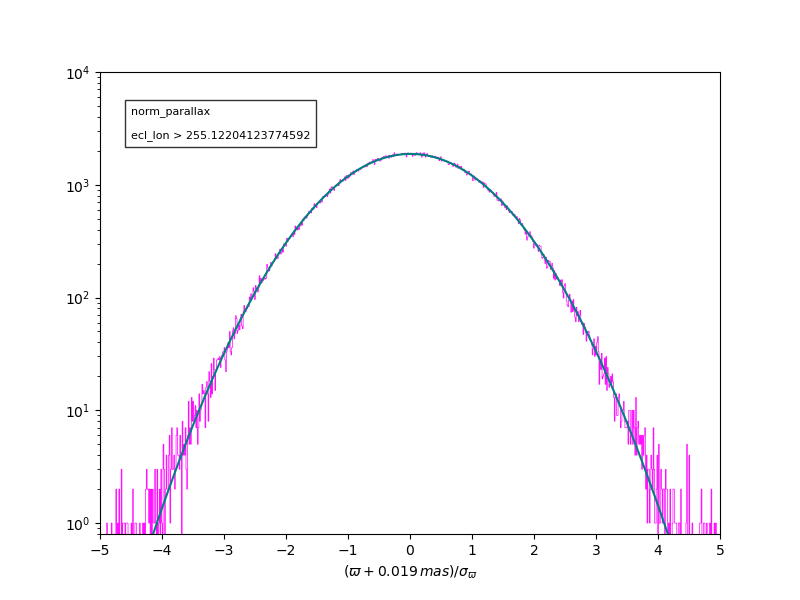 10^4
norm_parallax
ecl_lon > 255.12204123774592
10^3
10^2
10^1
10^0
−5 −4 −3 −2 −1 0 1 2 3 4 5
(ϖ + 0.019 mas)/σ_ϖ